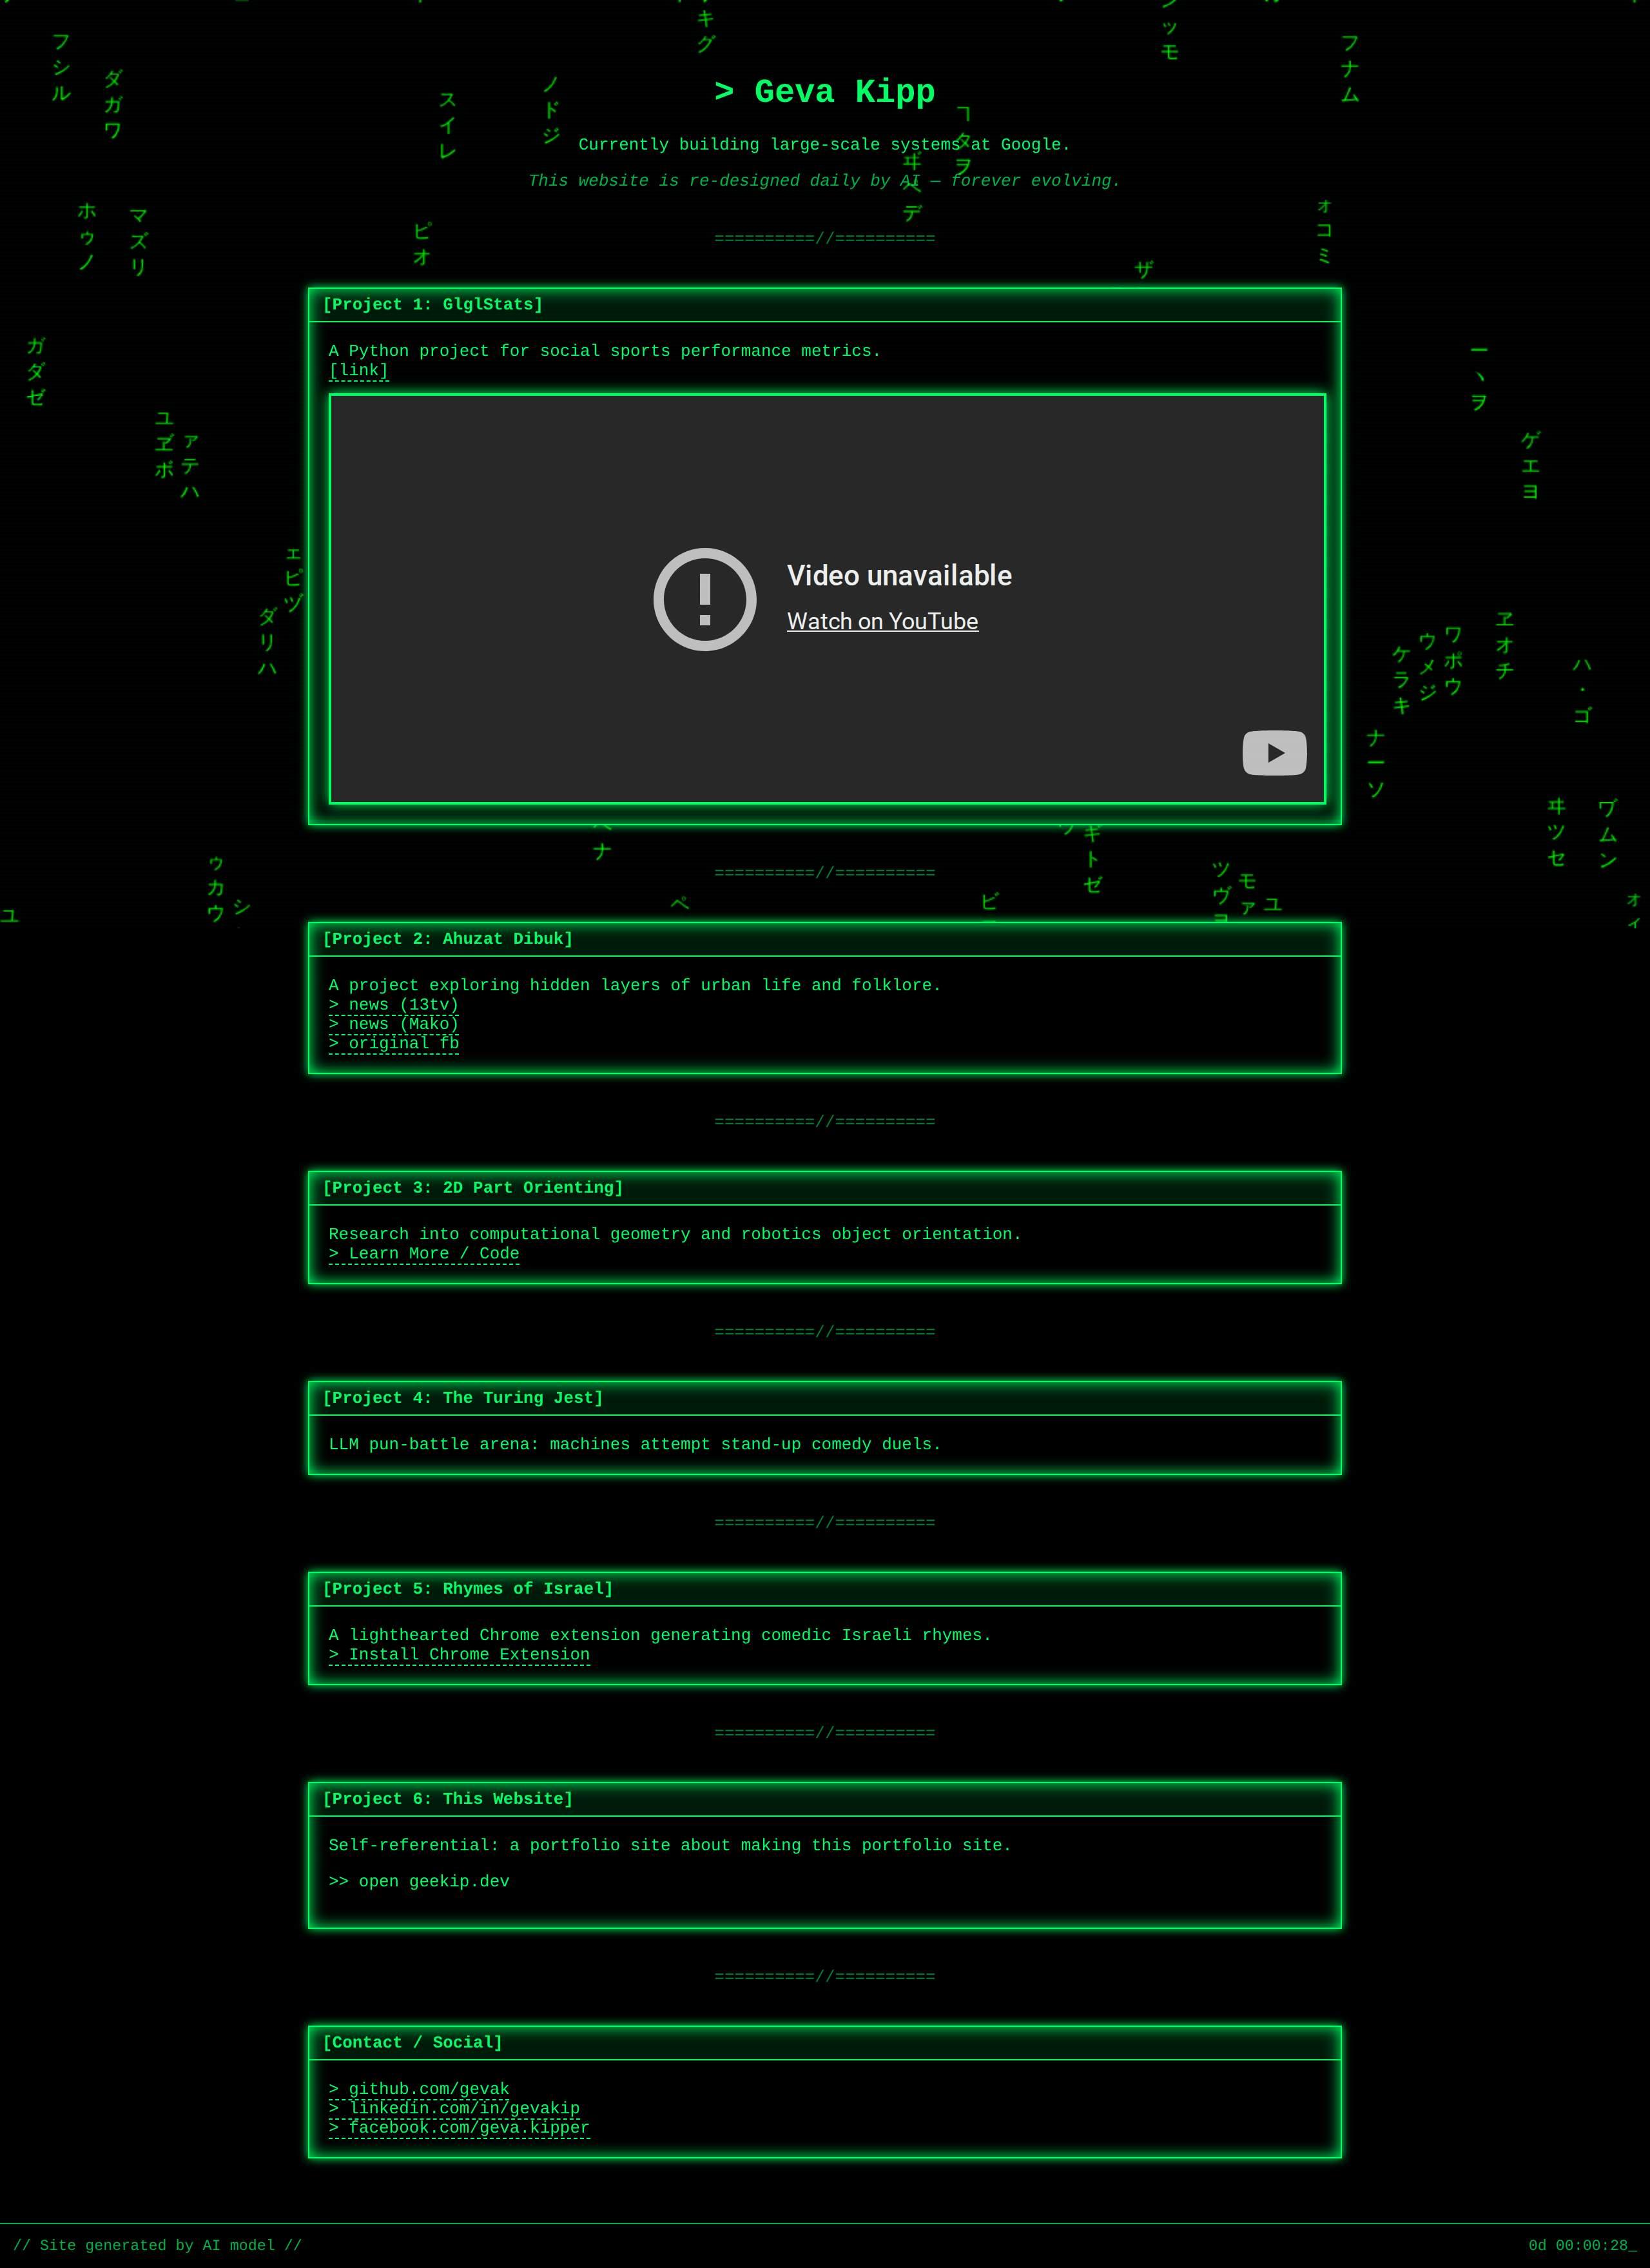 > Geva Kipp
Currently building large-scale systems at Google.
This website is re-designed daily by AI — forever evolving.
==========//==========
[Project 1: GlglStats]
A Python project for social sports performance metrics.
[link]
Video unavailable
Watch on YouTube
==========//==========
[Project 2: Ahuzat Dibuk]
A project exploring hidden layers of urban life and folklore.
> news (13tv)
> news (Mako)
> original fb
==========//==========
[Project 3: 2D Part Orienting]
Research into computational geometry and robotics object orientation.
> Learn More / Code
==========//==========
[Project 4: The Turing Jest]
LLM pun-battle arena: machines attempt stand-up comedy duels.
==========//==========
[Project 5: Rhymes of Israel]
A lighthearted Chrome extension generating comedic Israeli rhymes.
> Install Chrome Extension
==========//==========
[Project 6: This Website]
Self-referential: a portfolio site about making this portfolio site.
>> open geekip.dev
==========//==========
[Contact / Social]
> github.com/gevak
> linkedin.com/in/gevakip
> facebook.com/geva.kipper
// Site generated by AI model //
0d 00:00:28_